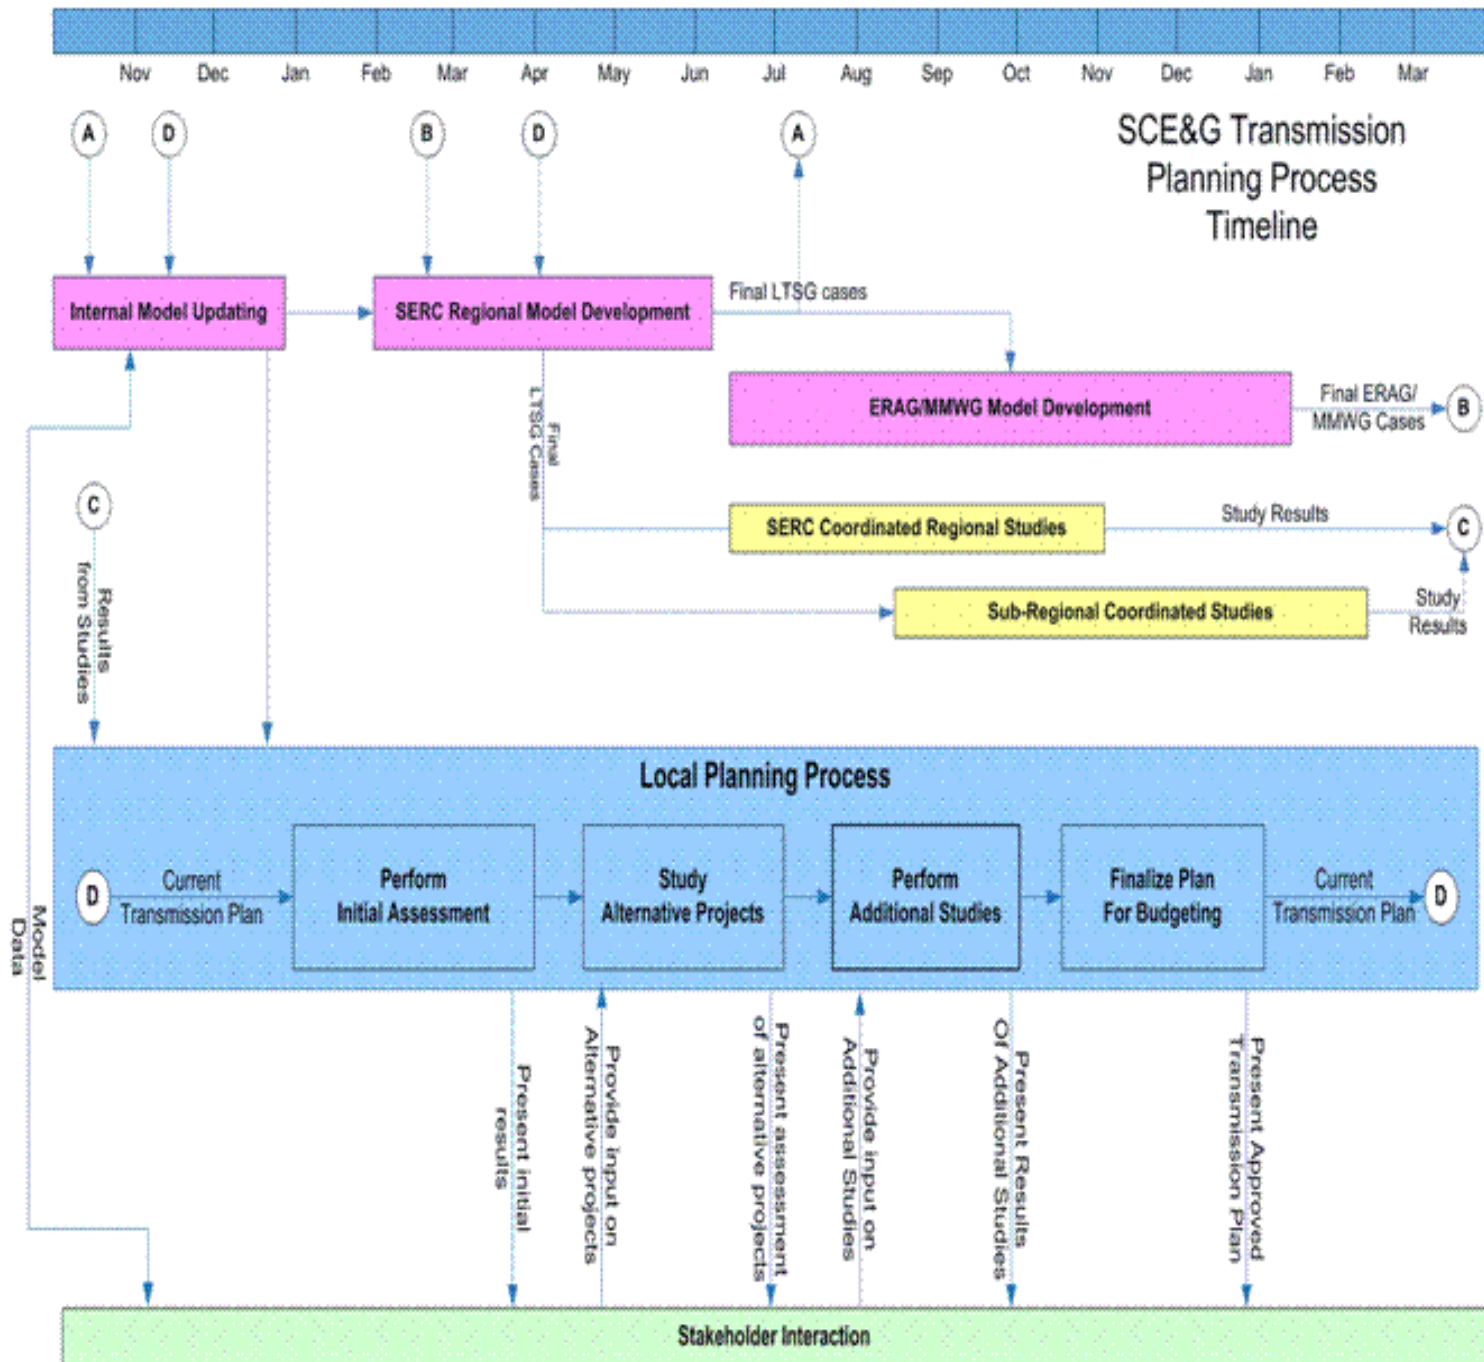 Nov Dec Jan Feb Mar Apr May Jun Jul Aug Sep Oct Nov Dec Jan Feb Mar
A D B D A
SCE&G Transmission
Planning Process
Timeline
Internal Model Updating
SERC Regional Model Development
Final LTSG cases
ERAG/MMWG Model Development
Final ERAG/
MMWG Cases
B
Final
LTSG Cases
C
Results
from Studies
SERC Coordinated Regional Studies
Study Results
C
Sub-Regional Coordinated Studies
Study
Results
Local Planning Process
D
Current
Transmission Plan
Perform
Initial Assessment
Study
Alternative Projects
Perform
Additional Studies
Finalize Plan
For Budgeting
Current
Transmission Plan
D
Model
Data
Present initial
results
Provide input on
Alternative projects
Present assessment
of alternative projects
Provide input on
Additional Studies
Present Results
Of Additional Studies
Present Approved
Transmission Plan
Stakeholder Interaction